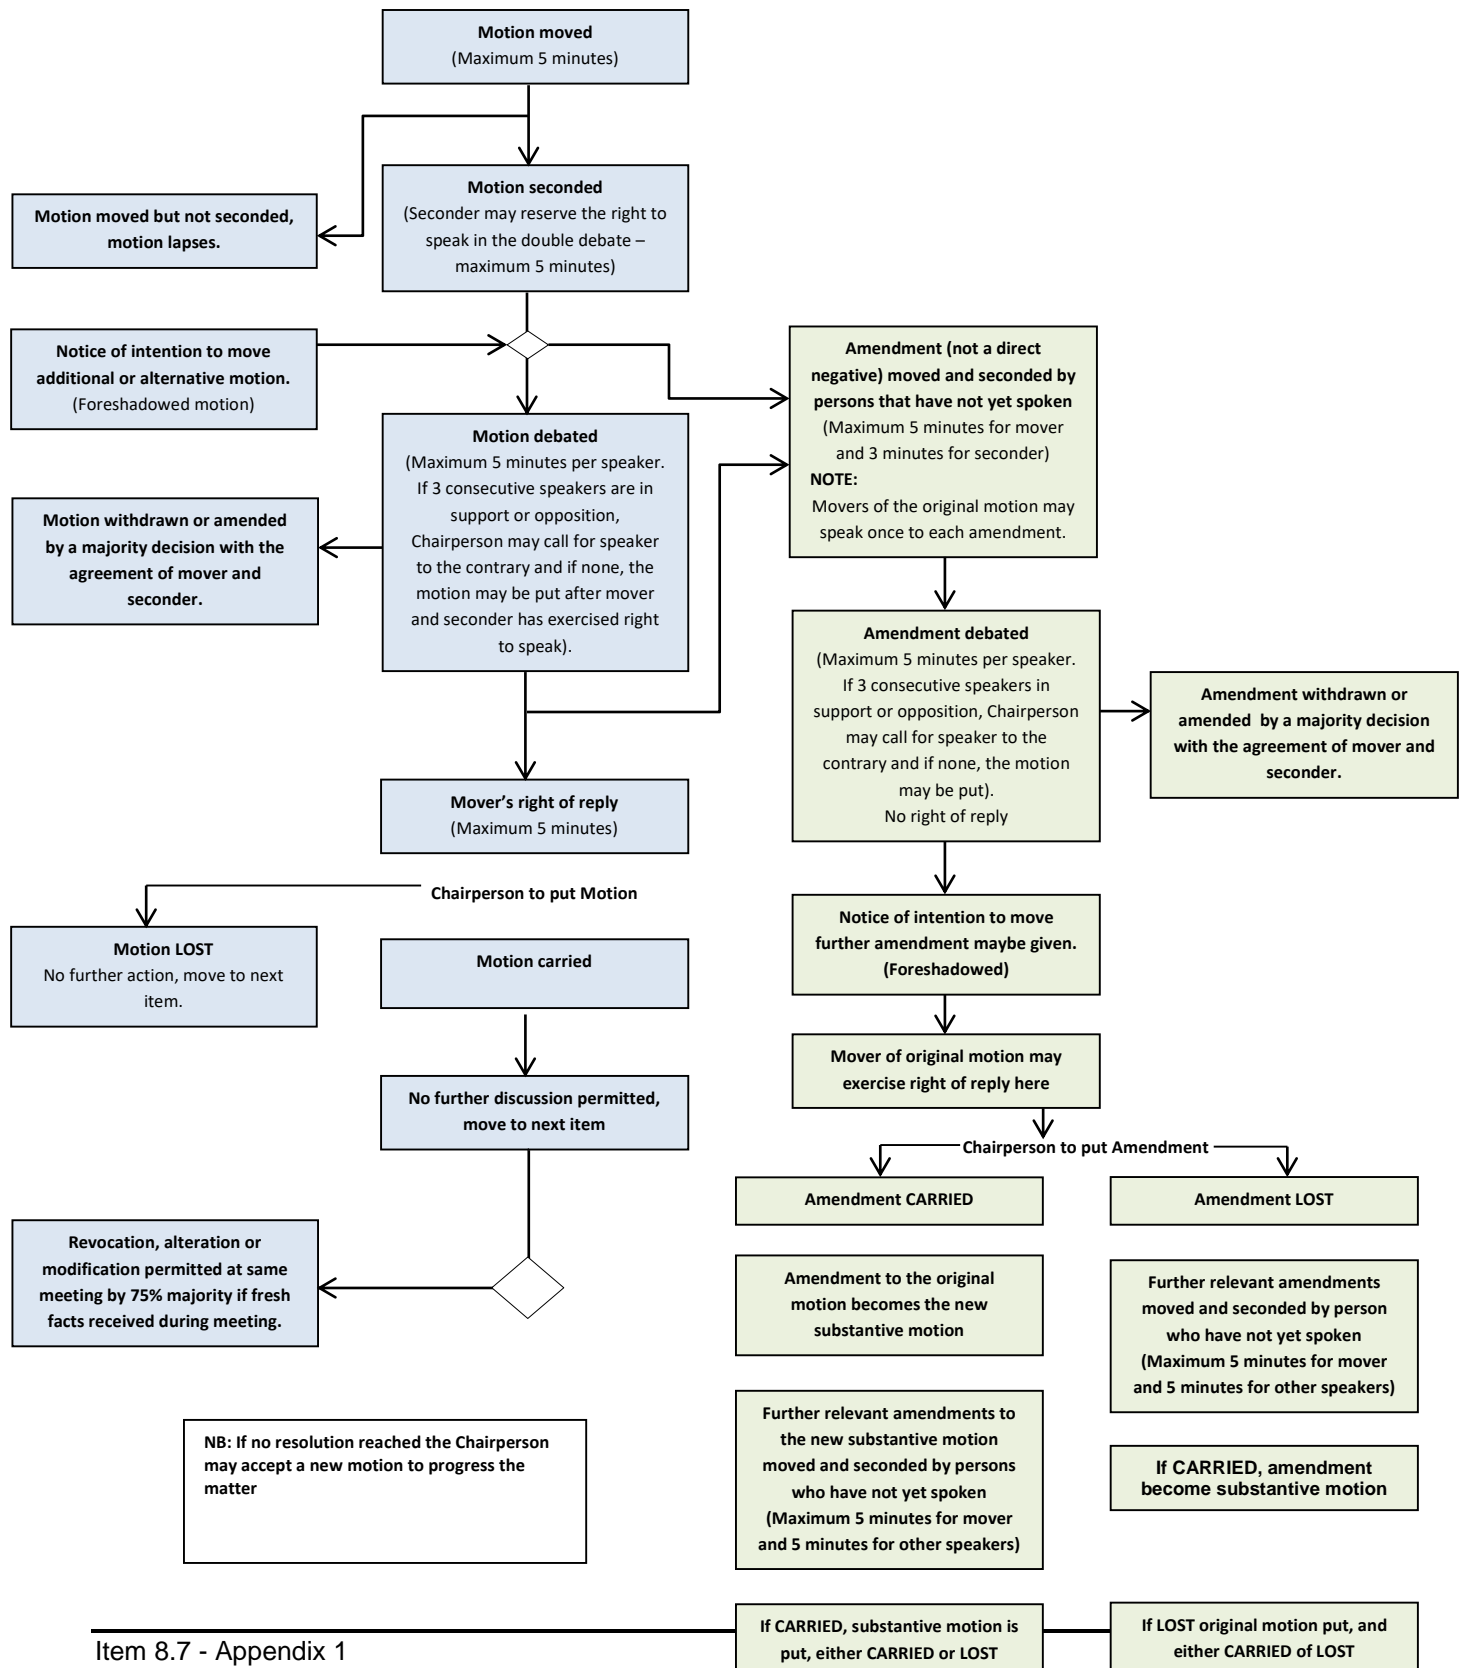 Motion moved
(Maximum 5 minutes)
Motion seconded
(Seconder may reserve the right to
speak in the double debate –
maximum 5 minutes)
Motion moved but not seconded,
motion lapses.
Notice of intention to move
additional or alternative motion.
(Foreshadowed motion)
Motion debated
(Maximum 5 minutes per speaker.
If 3 consecutive speakers are in
support or opposition,
Chairperson may call for speaker
to the contrary and if none, the
motion may be put after mover
and seconder has exercised right
to speak).
Motion withdrawn or amended
by a majority decision with the
agreement of mover and
seconder.
Mover’s right of reply
(Maximum 5 minutes)
Chairperson to put Motion
Motion LOST
No further action, move to next
item.
Motion carried
No further discussion permitted,
move to next item
Revocation, alteration or
modification permitted at same
meeting by 75% majority if fresh
facts received during meeting.
NB: If no resolution reached the Chairperson
may accept a new motion to progress the
matter
Amendment (not a direct
negative) moved and seconded by
persons that have not yet spoken
(Maximum 5 minutes for mover
and 3 minutes for seconder)
NOTE:
Movers of the original motion may
speak once to each amendment.
Amendment debated
(Maximum 5 minutes per speaker.
If 3 consecutive speakers in
support or opposition, Chairperson
may call for speaker to the
contrary and if none, the motion
may be put).
No right of reply
Amendment withdrawn or
amended by a majority decision
with the agreement of mover and
seconder.
Notice of intention to move
further amendment maybe given.
(Foreshadowed)
Mover of original motion may
exercise right of reply here
Chairperson to put Amendment
Amendment CARRIED
Amendment to the original
motion becomes the new
substantive motion
Further relevant amendments to
the new substantive motion
moved and seconded by persons
who have not yet spoken
(Maximum 5 minutes for mover
and 5 minutes for other speakers)
If CARRIED, substantive motion is
put, either CARRIED or LOST
Amendment LOST
Further relevant amendments
moved and seconded by person
who have not yet spoken
(Maximum 5 minutes for mover
and 5 minutes for other speakers)
If CARRIED, amendment
become substantive motion
If LOST original motion put, and
either CARRIED of LOST
Item 8.7 - Appendix 1